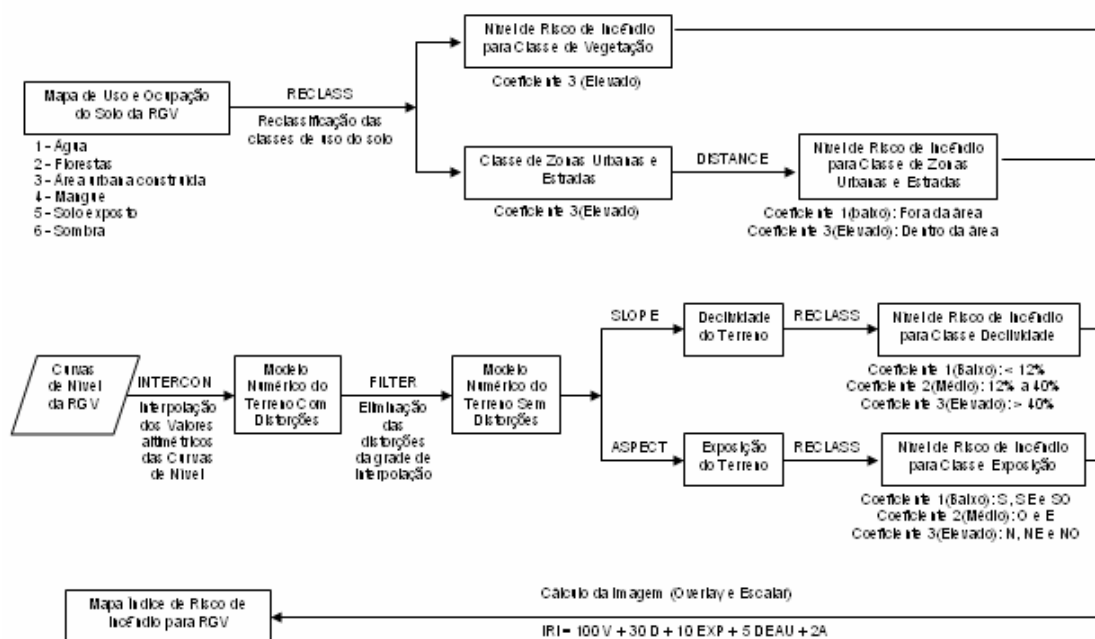 Nível de Risco de Incêndio
para Classe de Vegetação
Coeficiente 3 (Elevado)
Mapa de Uso e Ocupação
do Solo da RGV
RECLASS
Reclassificação das
classes de uso do solo
1 - Água
2 - Florestas
3 - Área urbana construída
4 - Mangue
5 - Solo exposto
6 - Sombra
Classe de Zonas Urbanas e
Estradas
Coeficiente 3(Elevado)
DISTANCE
Nível de Risco de Incêndio
para Classe de Zonas
Urbanas e Estradas
Coeficiente 1(baixo): Fora da área
Coeficiente 3(Elevado): Dentro da área
Curvas
de Nível
da RGV
INTERCON
Interpolação
dos Valores
altimétricos
das Curvas
de Nível
Modelo
Numérico do
Terreno Com
Distorções
FILTER
Eliminação
das
distorções
da grade de
Interpolação
Modelo
Numérico do
Terreno Sem
Distorções
SLOPE
Declividade
do Terreno
RECLASS
Nível de Risco de Incêndio
para Classe Declividade
Coeficiente 1(Baixo): < 12%
Coeficiente 2(Médio): 12% a 40%
Coeficiente 3(Elevado): > 40%
ASPECT
Exposição
do Terreno
RECLASS
Nível de Risco de Incêndio
para Classe Exposição
Coeficiente 1(Baixo): S, SE e SO
Coeficiente 2(Médio): O e E
Coeficiente 3(Elevado): N, NE e NO
Mapa Índice de Risco de
Incêndio para RGV
Cálculo da Imagem (Overlay e Escalar)
IRI = 100 V + 30 D + 10 EXP + 5 DEAU + 2A